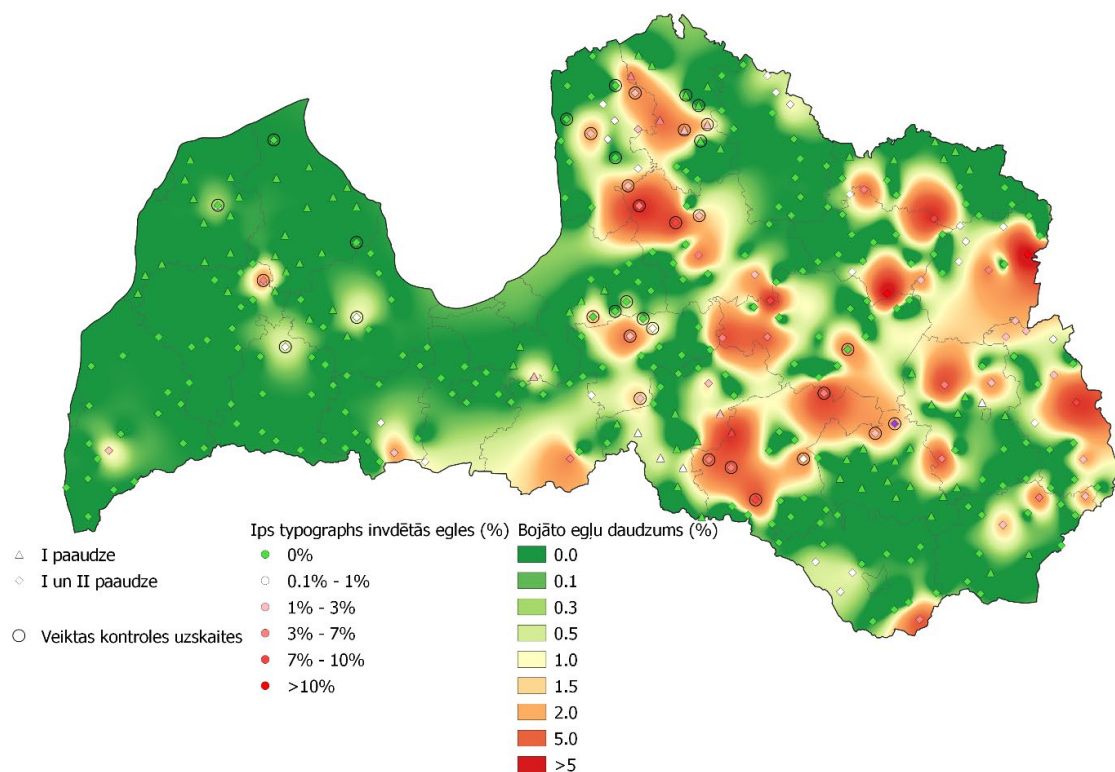 I paaudze
I un II paaudze
Veiktas kontroles uzskaites
Ips typographs invdētās egles (%)
0%
0.1% - 1%
1% - 3%
3% - 7%
7% - 10%
>10%
Bojāto egļu daudzums (%)
0.0
0.1
0.3
0.5
1.0
1.5
2.0
5.0
>5